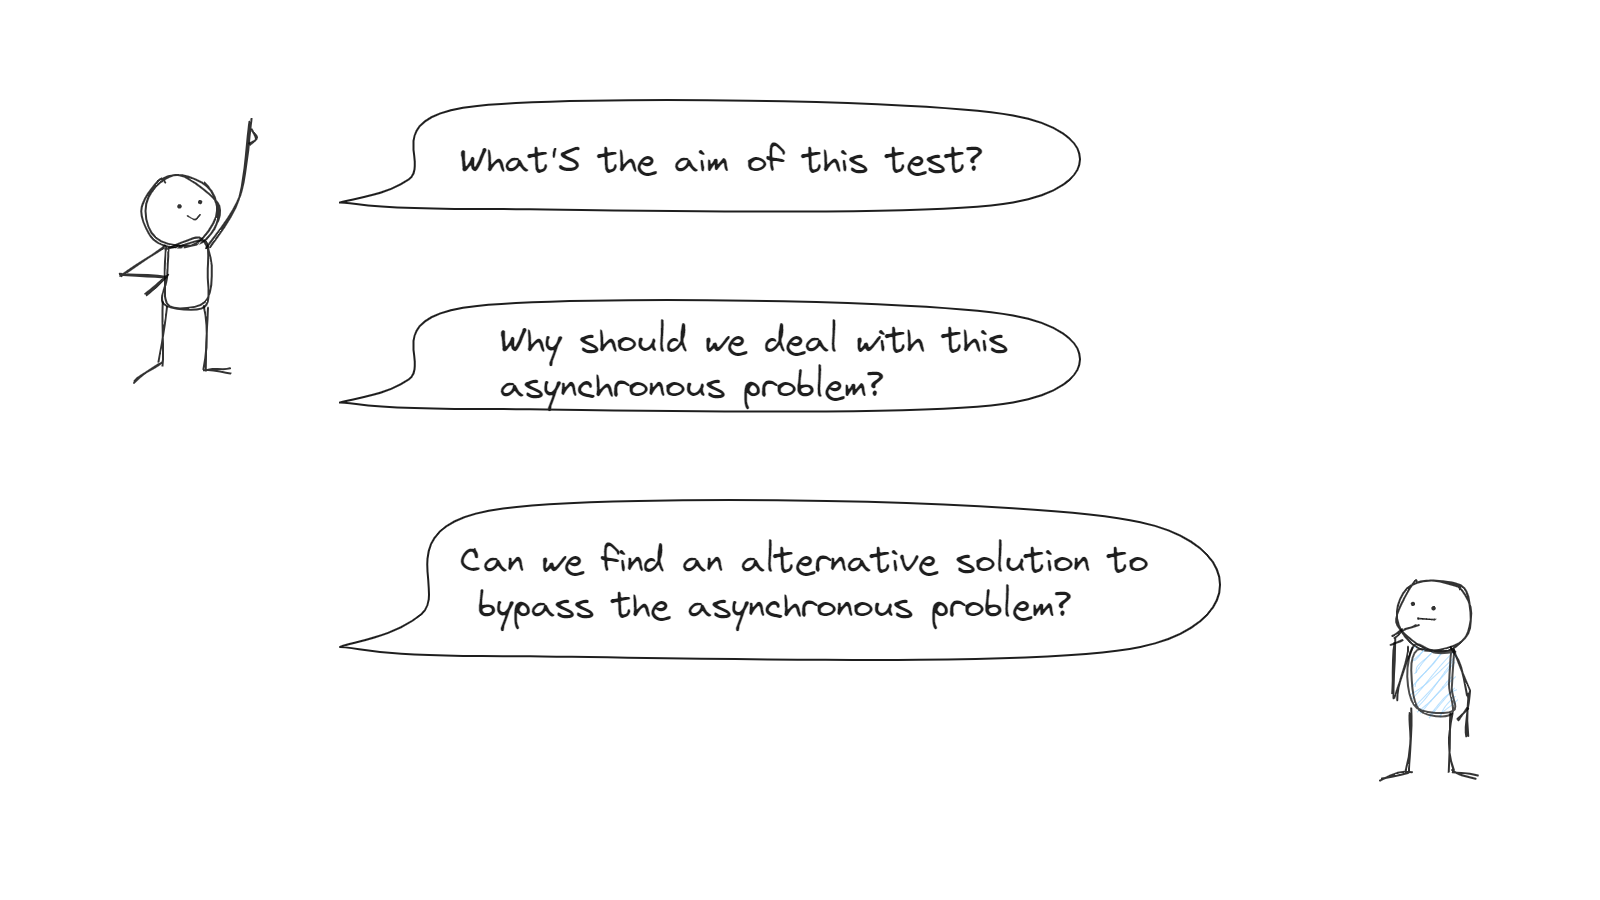 What'S the aim of this test?
Why should we deal with this
asynchronous problem?
Can we find an alternative solution to
bypass the asynchronous problem?